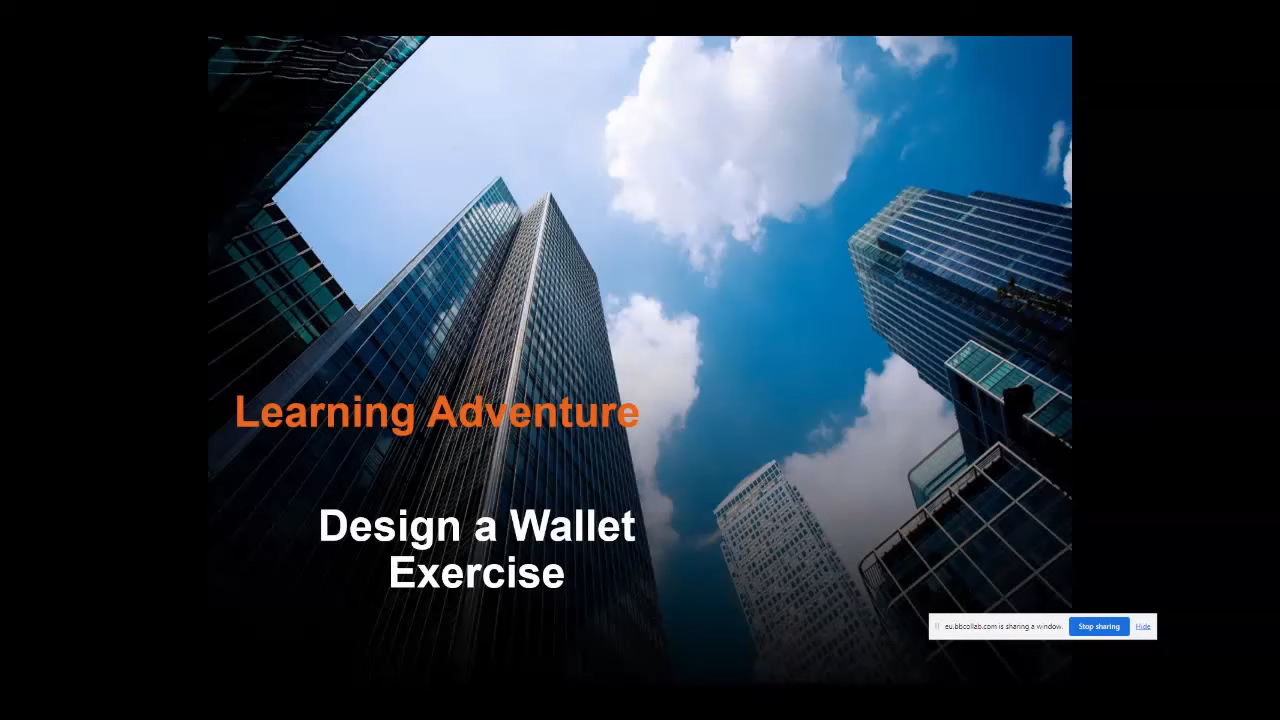 Learning Adventure
Design a Wallet
Exercise
eu.bbcollab.com is sharing a window.
Stop sharing
Hide